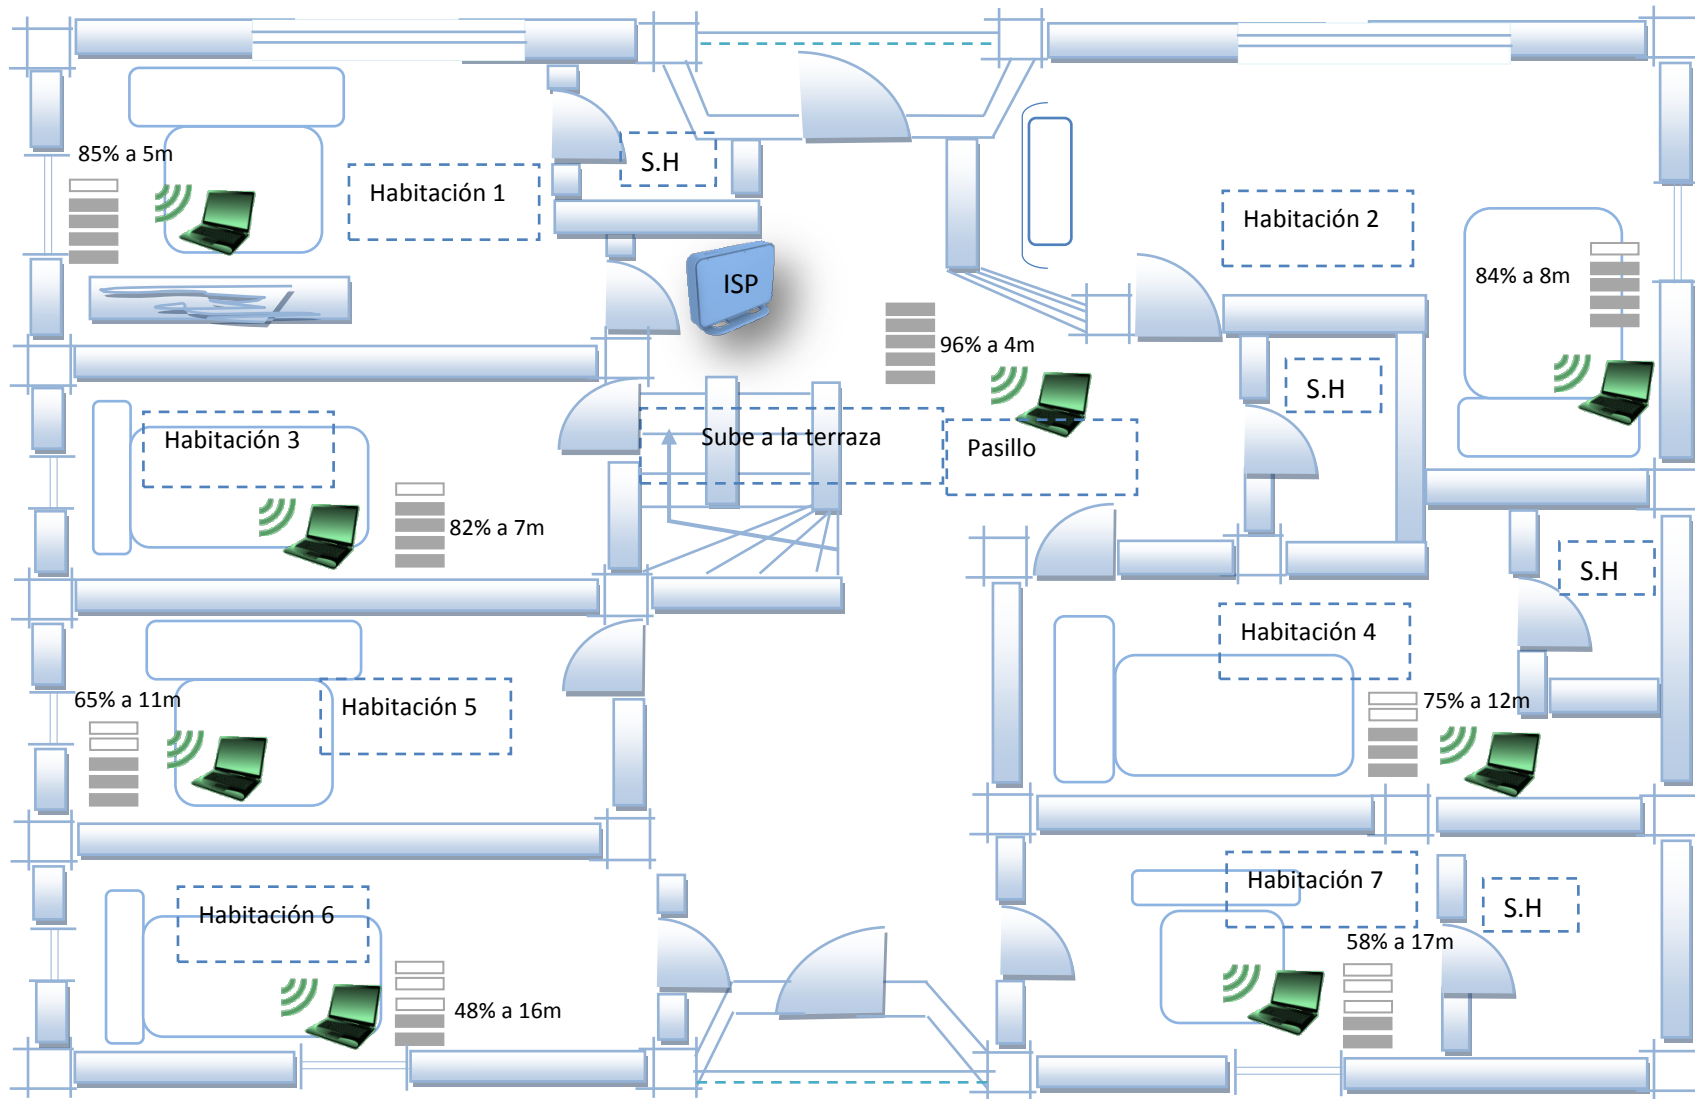 85% a 5m
Habitación 1
S.H
Habitación 2
84% a 8m
ISP
96% a 4m
S.H
Habitación 3
Sube a la terraza
Pasillo
82% a 7m
S.H
Habitación 4
65% a 11m
Habitación 5
75% a 12m
Habitación 6
Habitación 7
S.H
58% a 17m
48% a 16m